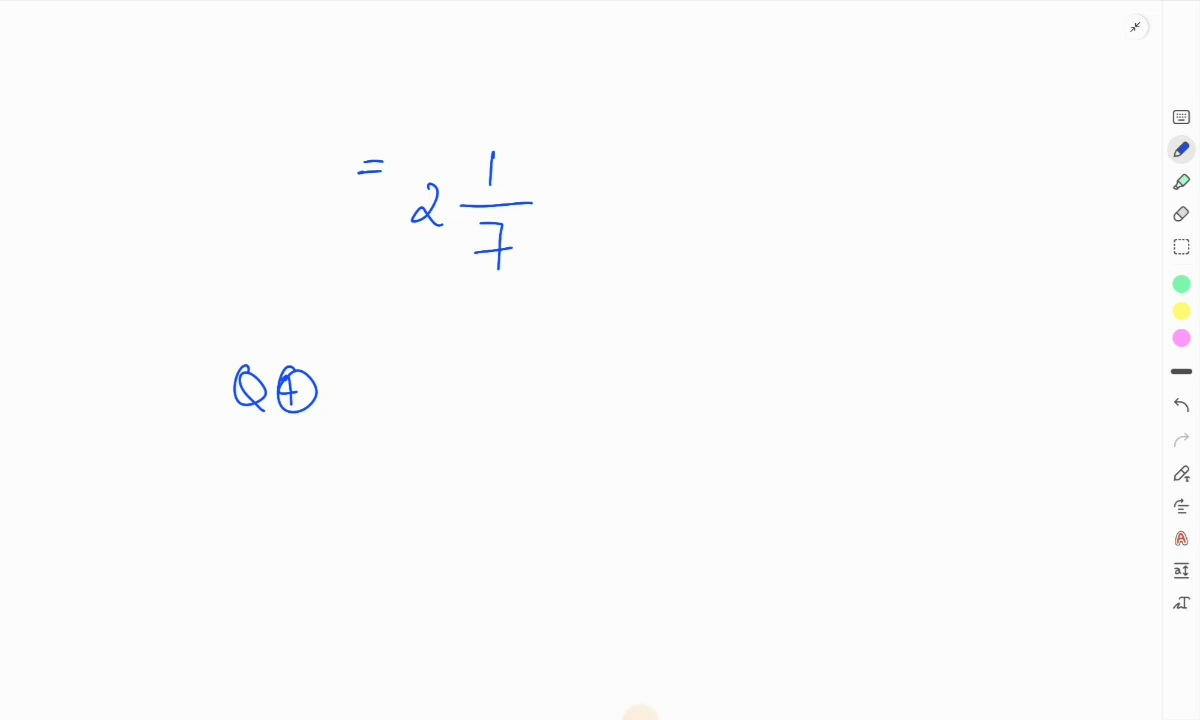 = 2 1/7
Q④